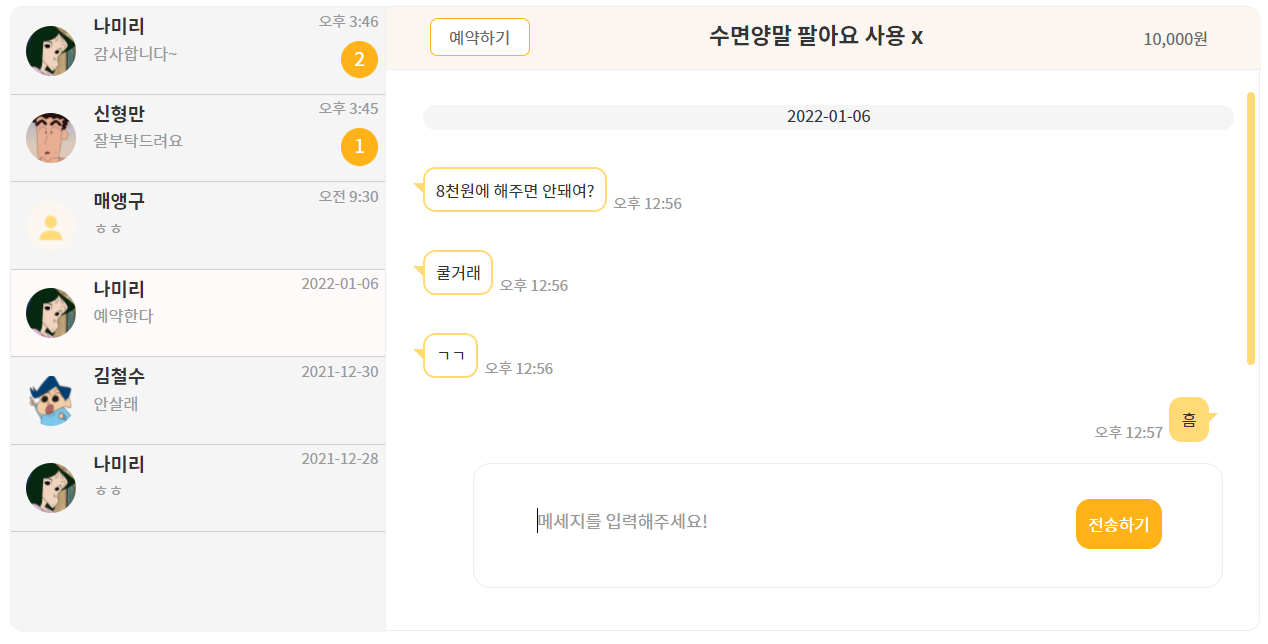 나미리
오후 3:46
감사합니다~
2
신형만
오후 3:45
잘부탁드려요
1
매앵구
오전 9:30
ㅎㅎ
나미리
2022-01-06
예약한다
김철수
2021-12-30
안살래
나미리
2021-12-28
ㅎㅎ
예약하기
수면양말 팔아요 사용 x
10,000원
2022-01-06
8천원에 해주면 안돼여?
오후 12:56
쿨거래
오후 12:56
ㄱㄱ
오후 12:56
오후 12:57
흠
메세지를 입력해주세요!
전송하기